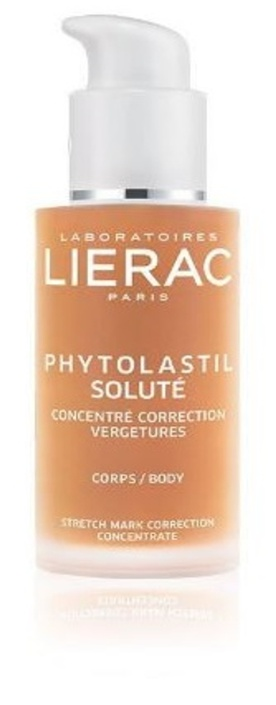 LABORATOIRES
LIERAC
PARIS
PHYTOLASTIL
SOLUTÉ
CONCENTRÉ CORRECTION
VERGETURES
CORPS / BODY
STRETCH MARK CORRECTION
CONCENTRATE